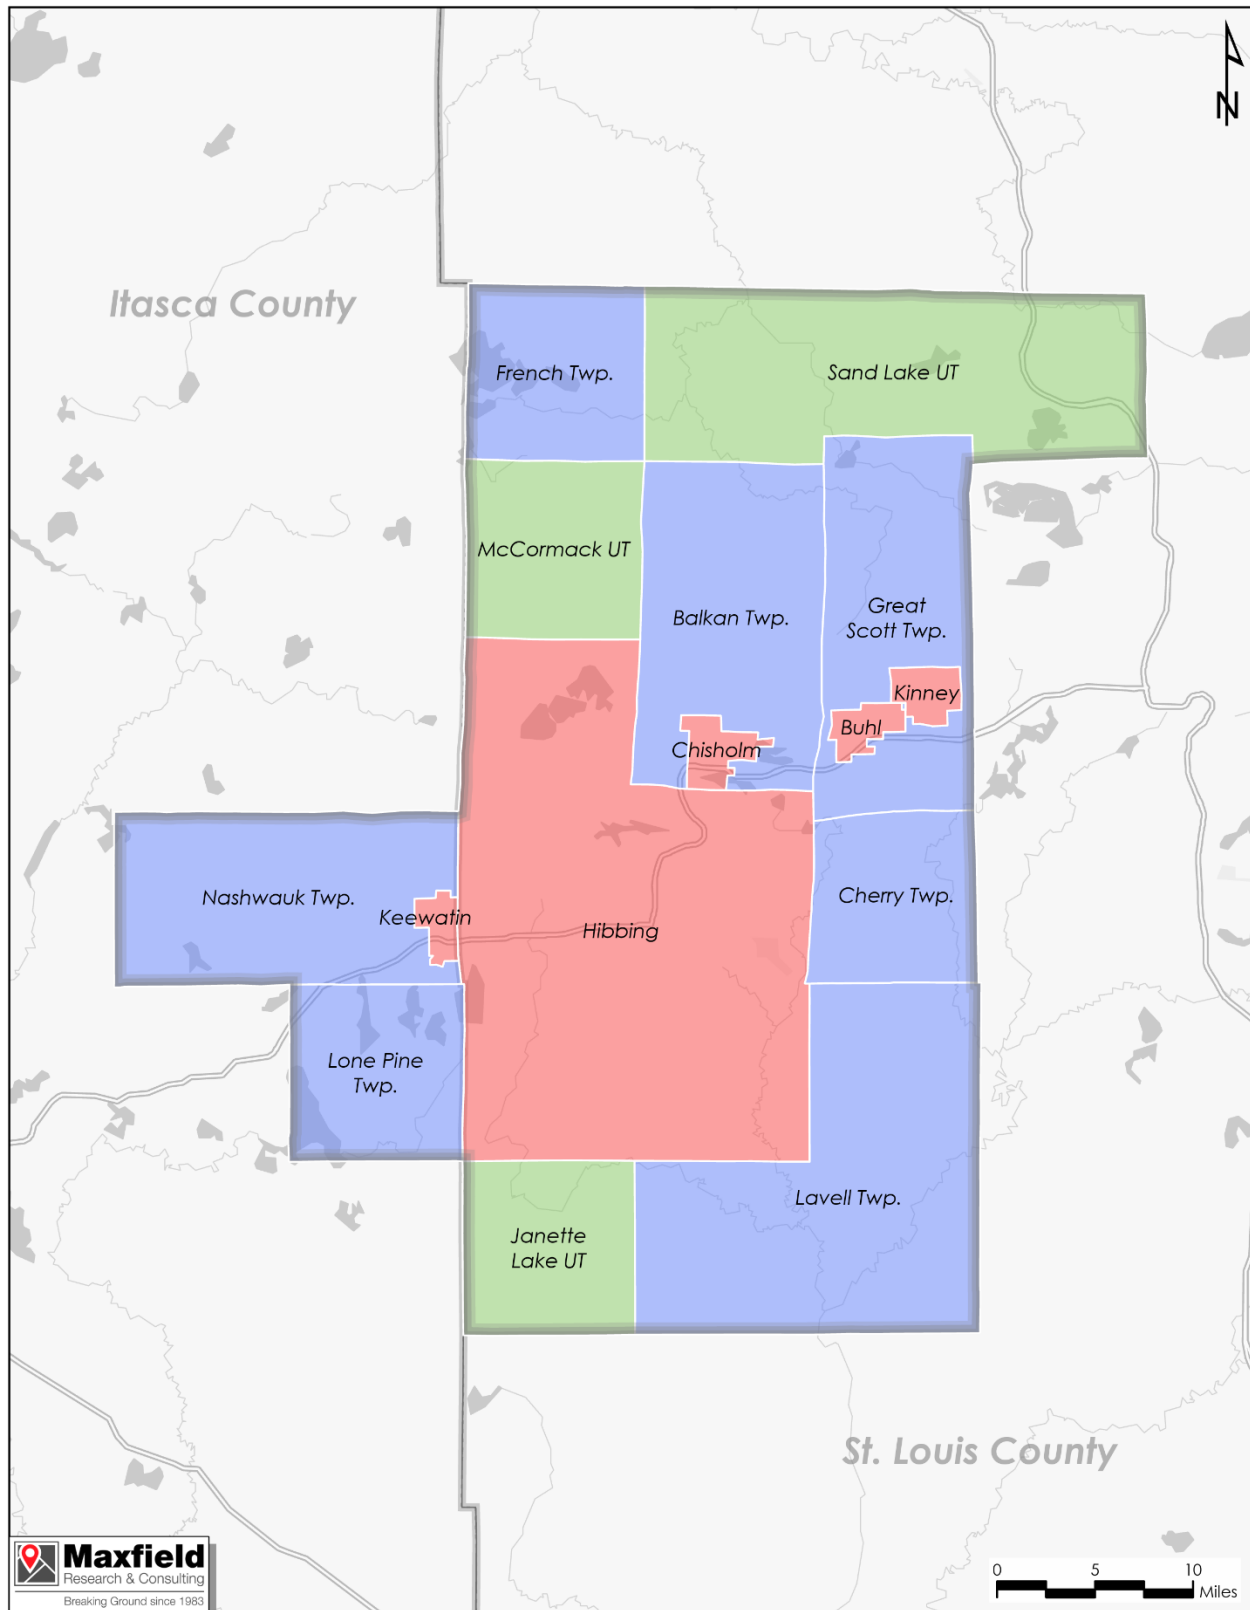 N
Itasca County
French Twp.
Sand Lake UT
McCormack UT
Balkan Twp.
Great
Scott Twp.
Kinney
Buhl
Chisholm
Nashwauk Twp.
Keewatin
Hibbing
Cherry Twp.
Lone Pine
Twp.
Lavell Twp.
Janette
Lake UT
St. Louis County
Maxfield
Research & Consulting
Breaking Ground since 1983
0 5 10
Miles